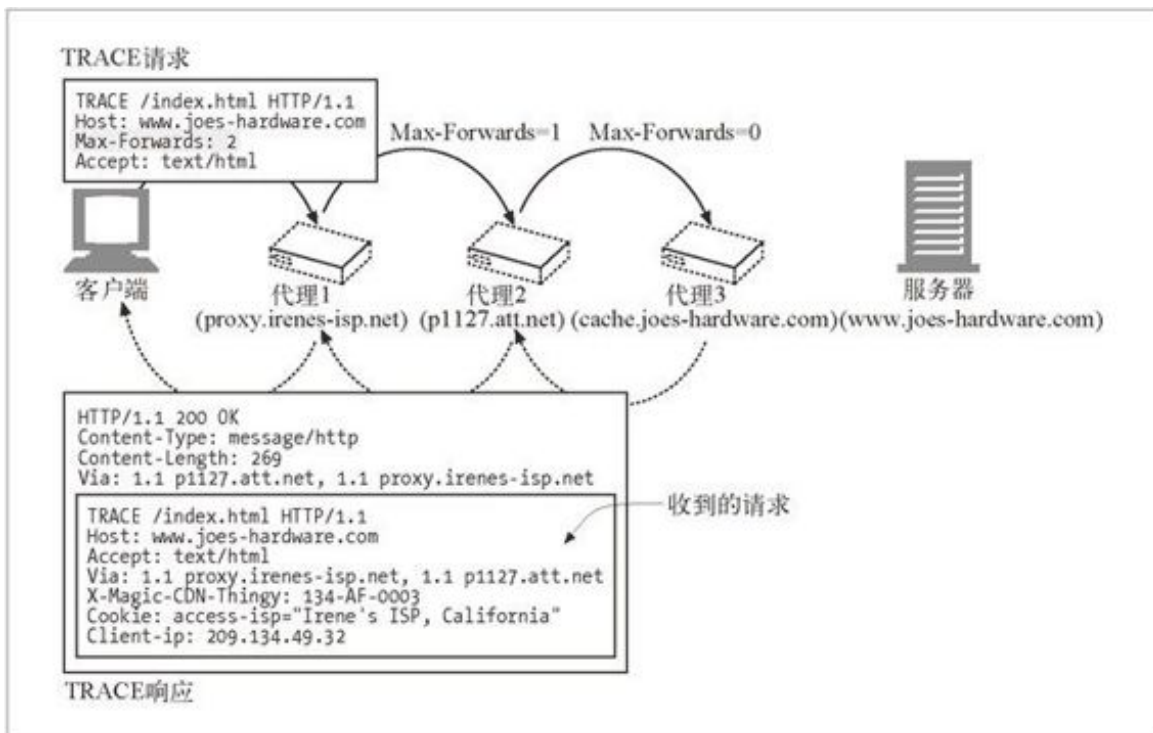 TRACE请求
TRACE /index.html HTTP/1.1
Host: www.joes-hardware.com
Max-Forwards: 2
Accept: text/html
Max-Forwards=1
Max-Forwards=0
客户端
代理1
(proxy.irenes-isp.net)
代理2
(p1127.att.net)
代理3
(cache.joes-hardware.com)
服务器
(www.joes-hardware.com)
HTTP/1.1 200 OK
Content-Type: message/http
Content-Length: 269
Via: 1.1 p1127.att.net, 1.1 proxy.irenes-isp.net
TRACE /index.html HTTP/1.1
Host: www.joes-hardware.com
Accept: text/html
Via: 1.1 proxy.irenes-isp.net, 1.1 p1127.att.net
X-Magic-CDN-Thingy: 134-AF-0003
Cookie: access-isp="Irene's ISP, California"
Client-ip: 209.134.49.32
收到的请求
TRACE响应